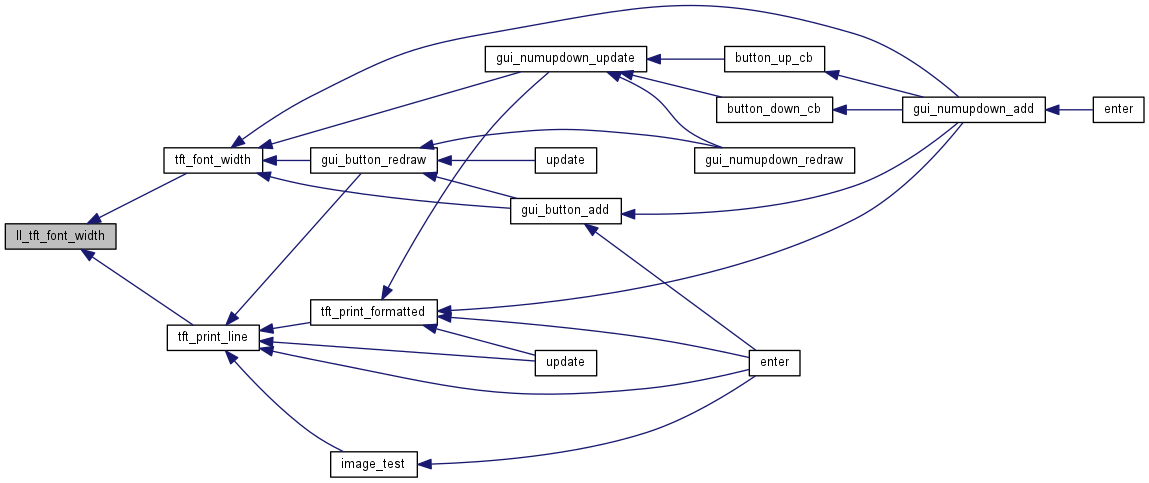 gui_numupdown_update
button_up_cb
button_down_cb
gui_numupdown_add
enter
tft_font_width
gui_button_redraw
update
gui_numupdown_redraw
gui_button_add
ll_tft_font_width
tft_print_formatted
tft_print_line
update
enter
image_test